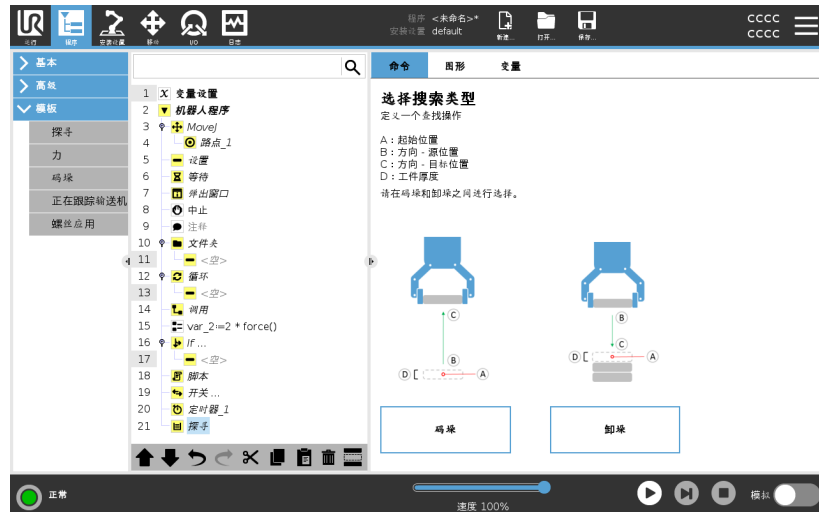 运行
程序
安装设置
移动
I/O
日志
程序 <未命名>*
安装设置 default
新建...
打开...
保存...
cccc
cccc
基本
高级
模板
探寻
力
码垛
正在跟踪输送机
螺丝应用
1 X 变量设置
2 机器人程序
3 MoveJ
4 路点_1
5 设置
6 等待
7 弹出窗口
8 中止
9 注释
10 文件夹
11 <空>
12 循环
13 <空>
14 调用
15 var_2≔2 * force()
16 If ...
17 <空>
18 脚本
19 开关 ...
20 定时器_1
21 探寻
命令 图形 变量
选择搜索类型
定义一个查找操作
A：起始位置
B：方向 - 源位置
C：方向 - 目标位置
D：工件厚度
请在码垛和卸垛之间进行选择。
C
B
D
A
B
C
D
A
码垛
卸垛
正常
速度 100%
模拟